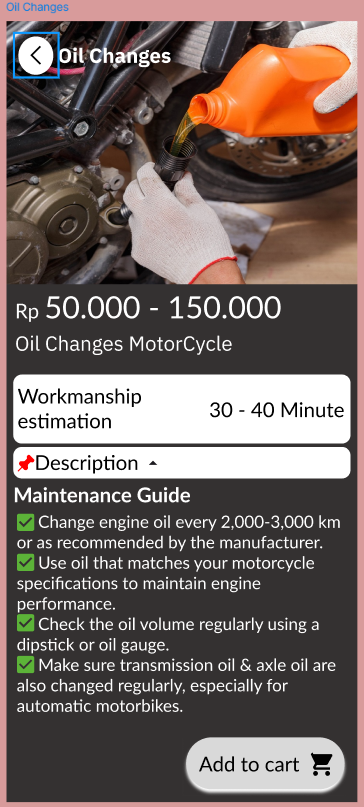 Oil Changes
Oil Changes
Rp 50.000 - 150.000
Oil Changes MotorCycle
Workmanship
estimation
30 - 40 Minute
📌Description
Maintenance Guide
✅ Change engine oil every 2,000-3,000 km
or as recommended by the manufacturer.
✅ Use oil that matches your motorcycle
specifications to maintain engine
performance.
✅ Check the oil volume regularly using a
dipstick or oil gauge.
✅ Make sure transmission oil & axle oil are
also changed regularly, especially for
automatic motorbikes.
Add to cart